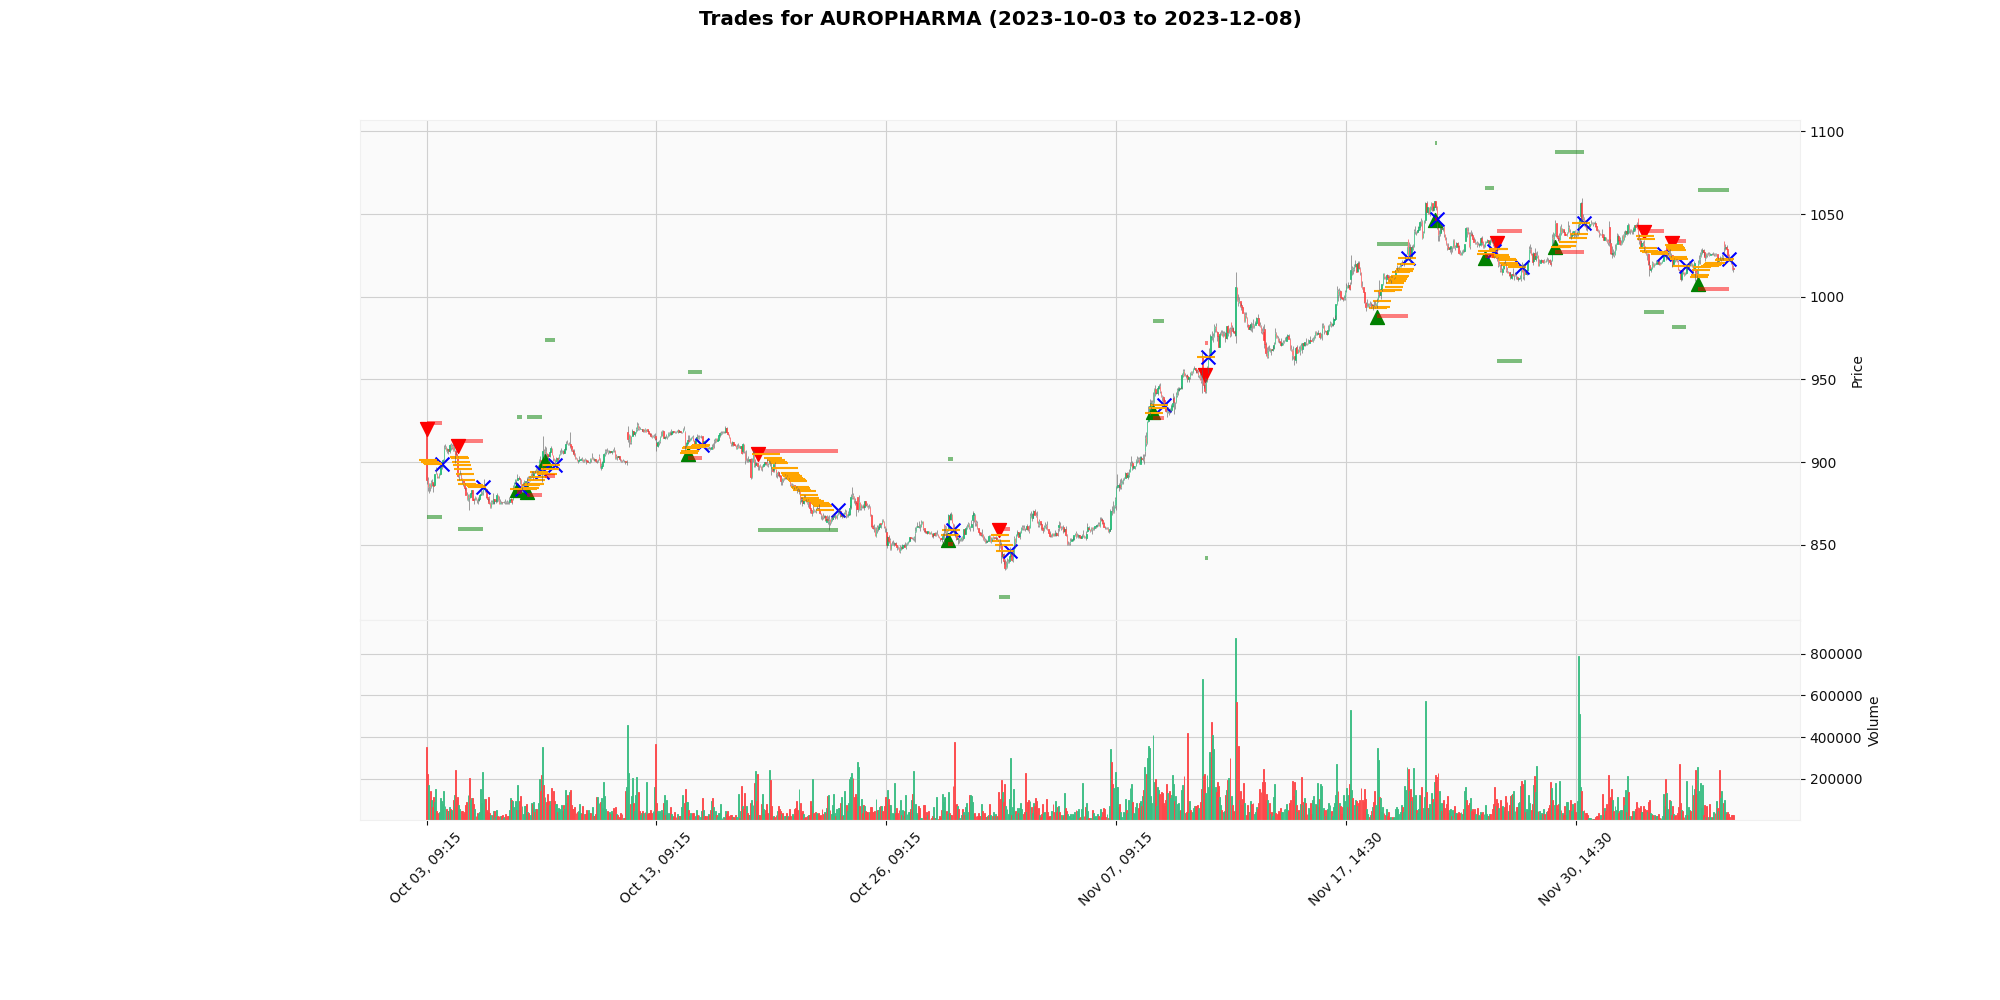 Trades for AUROPHARMA (2023-10-03 to 2023-12-08)
1100
1050
1000
950
900
850
Price
800000
600000
400000
200000
Volume
Oct 03, 09:15
Oct 13, 09:15
Oct 26, 09:15
Nov 07, 09:15
Nov 17, 14:30
Nov 30, 14:30